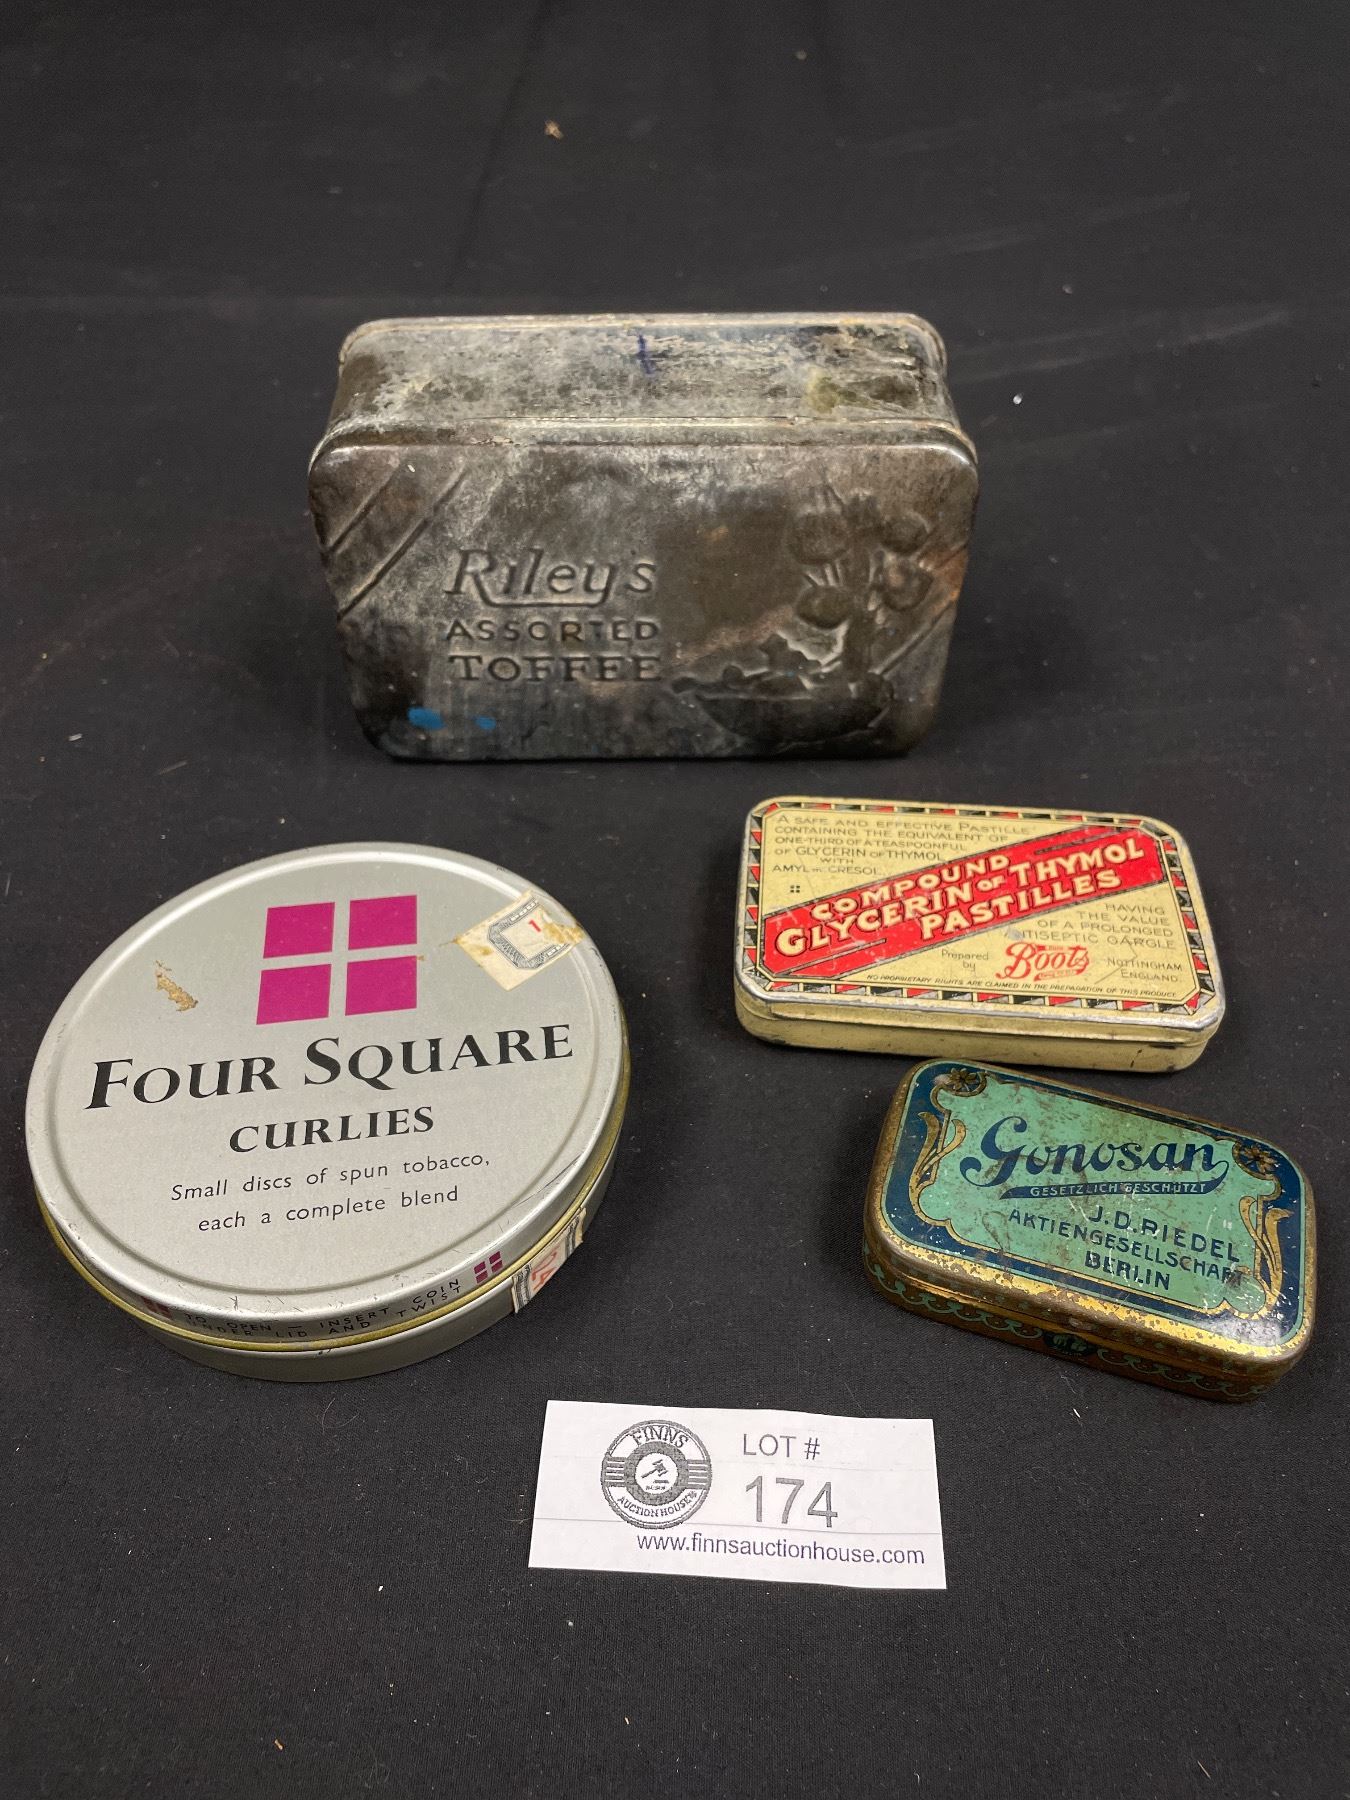 Riley's
ASSORTED
TOFFEE
A SAFE AND EFFECTIVE PASTILLE
CONTAINING THE EQUIVALENT OF
ONE-THIRD OF A TEASPOONFUL
OF GLYCERIN OF THYMOL
WITH
AMYL-M-CRESOL
COMPOUND
GLYCERIN OF THYMOL
PASTILLES
HAVING
THE VALUE
OF A PROLONGED
ANTISEPTIC GARGLE
Prepared
by
Boots
NOTTINGHAM
ENGLAND.
NO PROPRIETARY RIGHTS ARE CLAIMED IN THE PREPARATION OF THIS PRODUCT.
FOUR SQUARE
CURLIES
Small discs of spun tobacco,
each a complete blend
TO OPEN — INSERT COIN
UNDER LID AND TWIST
Gonosan
GESETZLICH GESCHÜTZT
J.D. RIEDEL
AKTIENGESELLSCHAFT
BERLIN
FINNS
AUCTION HOUSE
LOT #
174
www.finnsauctionhouse.com